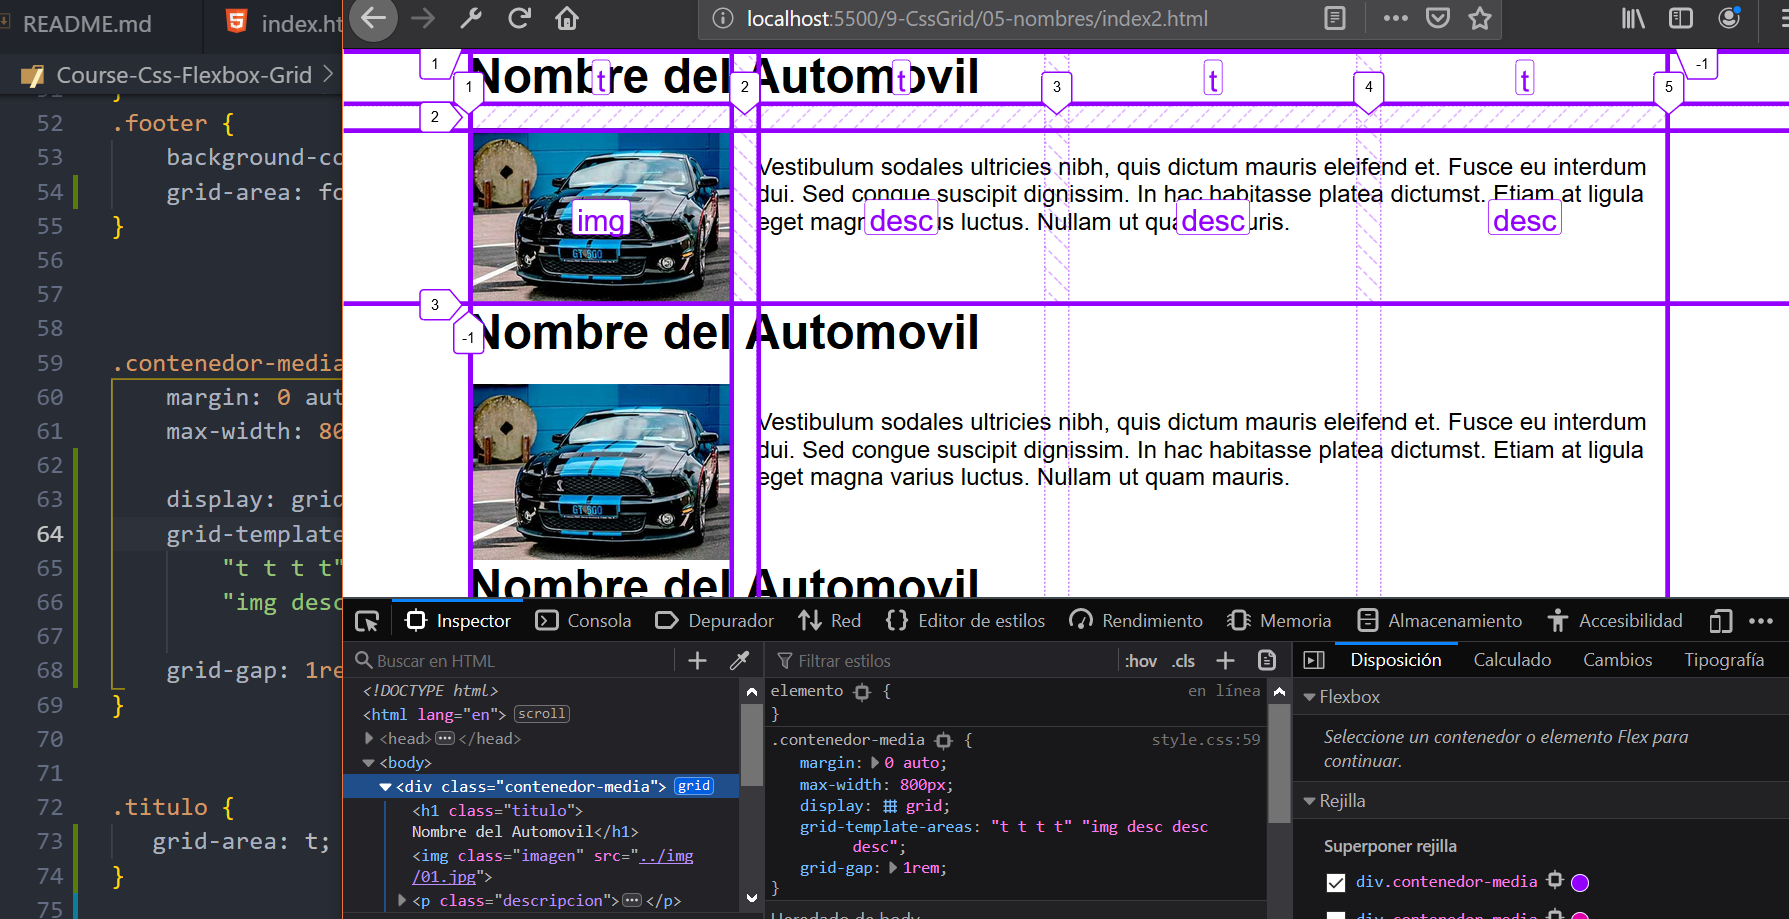 README.md
index.ht
localhost:5500/9-CssGrid/05-nombres/index2.html
Course-Css-Flexbox-Grid >
52 .footer {
53 background-co
54 grid-area: fo
55 }
56
57
58
59 .contenedor-media
60 margin: 0 aut
61 max-width: 80
62
63 display: grid
64 grid-template
65 "t t t t"
66 "img desc
67
68 grid-gap: 1re
69 }
70
71
72 .titulo {
73 grid-area: t;
74 }
75
1 -1
Nombre del Automovil
t t t t
1 2 3 4 5
2
Vestibulum sodales ultricies nibh, quis dictum mauris eleifend et. Fusce eu interdum
dui. Sed congue suscipit dignissim. In hac habitasse platea dictumst. Etiam at ligula
eget magn us luctus. Nullam ut qua uris.
img desc desc desc
GT 500
3
-1
Nombre del Automovil
Vestibulum sodales ultricies nibh, quis dictum mauris eleifend et. Fusce eu interdum
dui. Sed congue suscipit dignissim. In hac habitasse platea dictumst. Etiam at ligula
eget magna varius luctus. Nullam ut quam mauris.
GT 500
Nombre del Automovil
Inspector Consola Depurador Red {} Editor de estilos Rendimiento Memoria Almacenamiento Accesibilidad
Buscar en HTML
<!DOCTYPE html>
<html lang="en"> scroll
<head>···</head>
<body>
<div class="contenedor-media"> grid
<h1 class="titulo">
Nombre del Automovil</h1>
<img class="imagen" src="../img
/01.jpg">
<p class="descripcion">···</p>
Filtrar estilos :hov .cls +
elemento { en línea
}
.contenedor-media { style.css:59
margin: 0 auto;
max-width: 800px;
display: grid;
grid-template-areas: "t t t t" "img desc desc
desc";
grid-gap: 1rem;
}
Heredado de body
Disposición Calculado Cambios Tipografía
Flexbox
Seleccione un contenedor o elemento Flex para
continuar.
Rejilla
Superponer rejilla
div.contenedor-media
div.contenedor-media